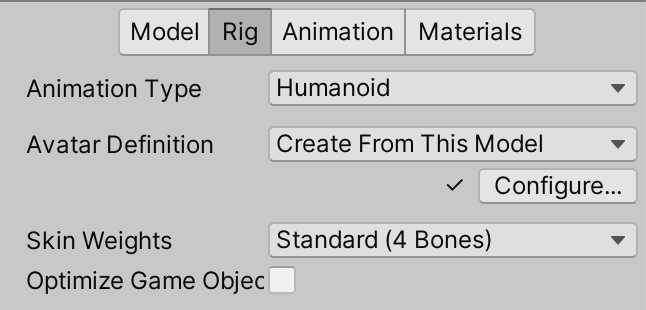 Model Rig Animation Materials
Animation Type Humanoid
Avatar Definition Create From This Model
Configure...
Skin Weights Standard (4 Bones)
Optimize Game Objec